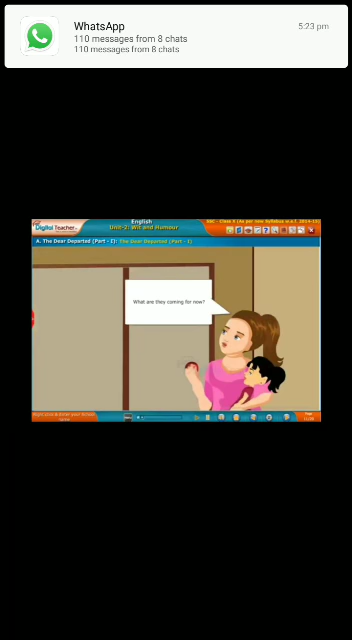 WhatsApp
5:23 pm
110 messages from 8 chats
110 messages from 8 chats
English
Digital Teacher
Unit-2: Wit and Humour
A. The Dear Departed (Part - I): The Dear Departed (Part - I)
What are they coming for now?